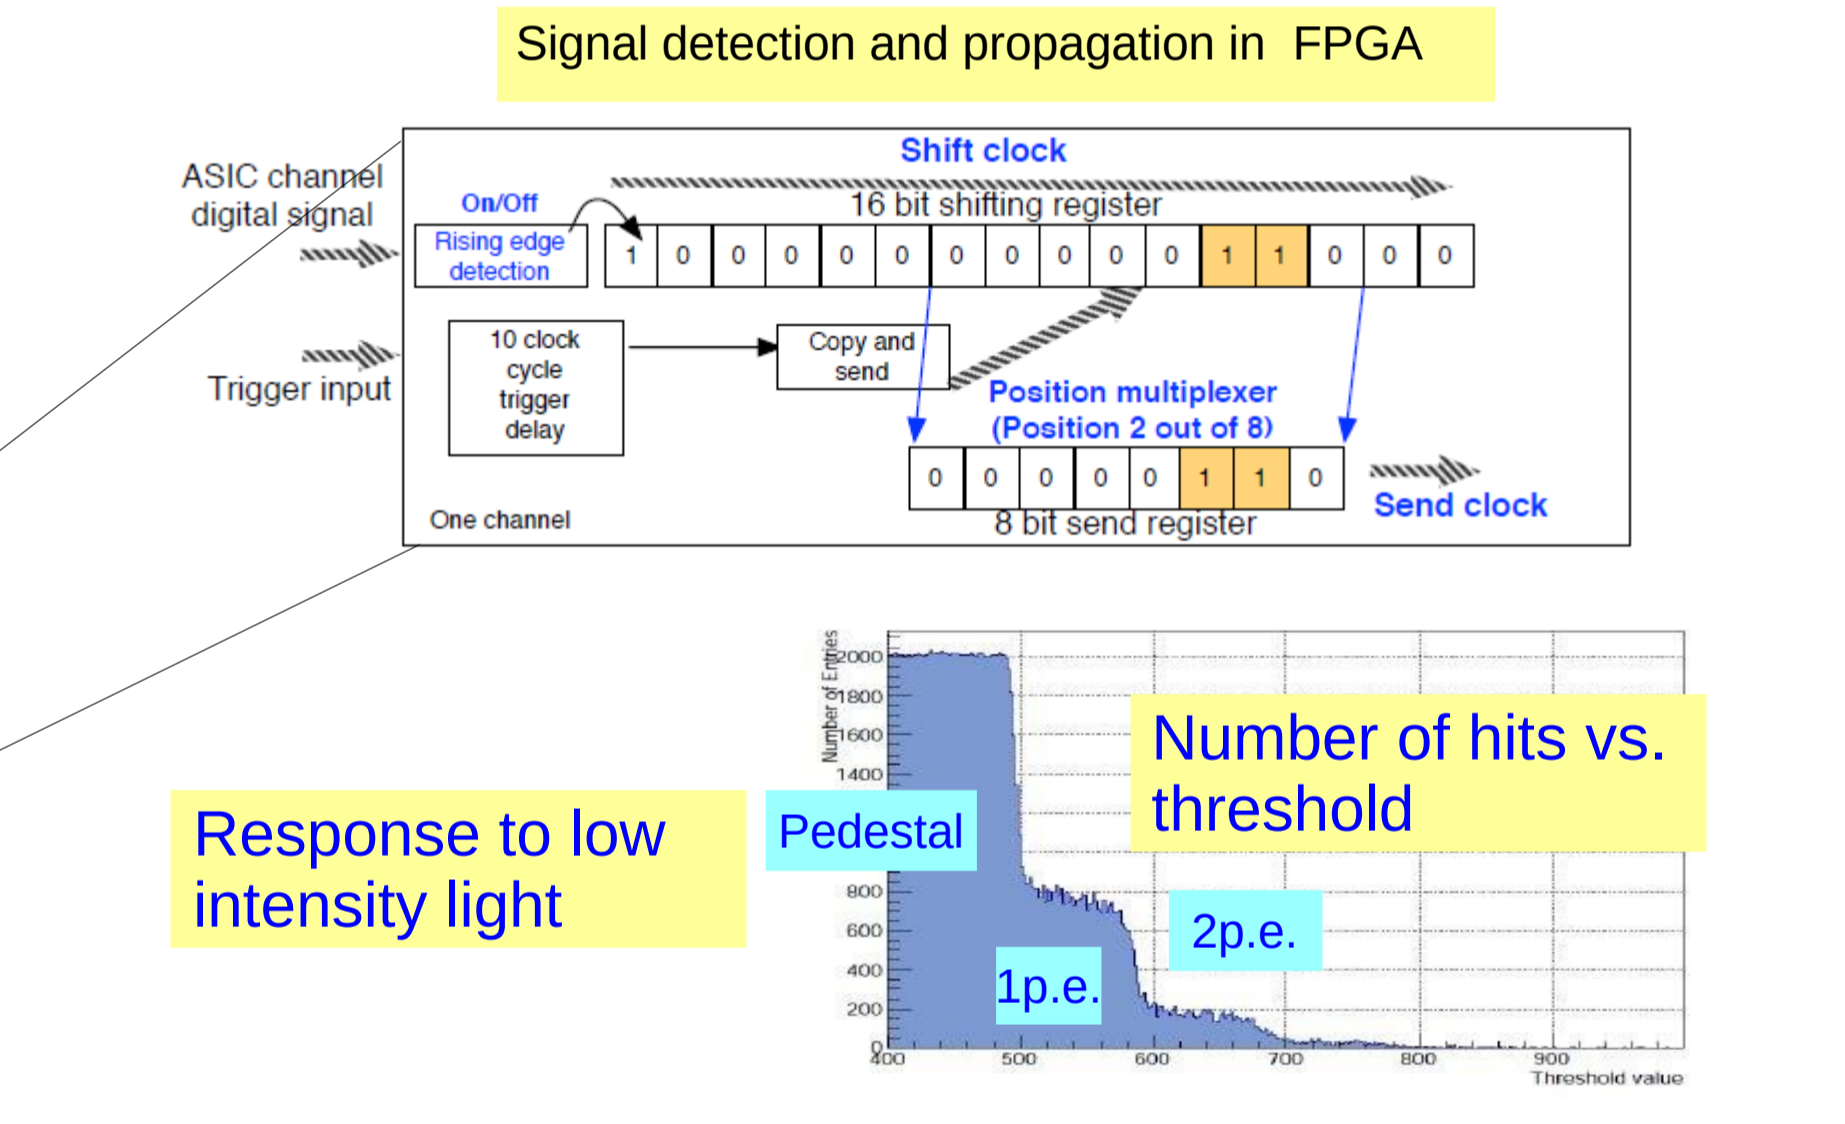 Signal detection and propagation in  FPGA
Shift clock
ASIC channel
digital signal
On/Off
16 bit shifting register
Rising edge
detection
1 0 0 0 0 0 0 0 0 0 0 1 1 0 0 0
10 clock
cycle
trigger
delay
Copy and
send
Trigger input
Position multiplexer
(Position 2 out of 8)
0 0 0 0 0 1 1 0
Send clock
8 bit send register
One channel
Number of Entries
2000
1800
1600
1400
800
600
400
200
0
400 500 600 700 800 900
Threshold value
Number of hits vs.
threshold
Pedestal
1p.e.
2p.e.
Response to low
intensity light